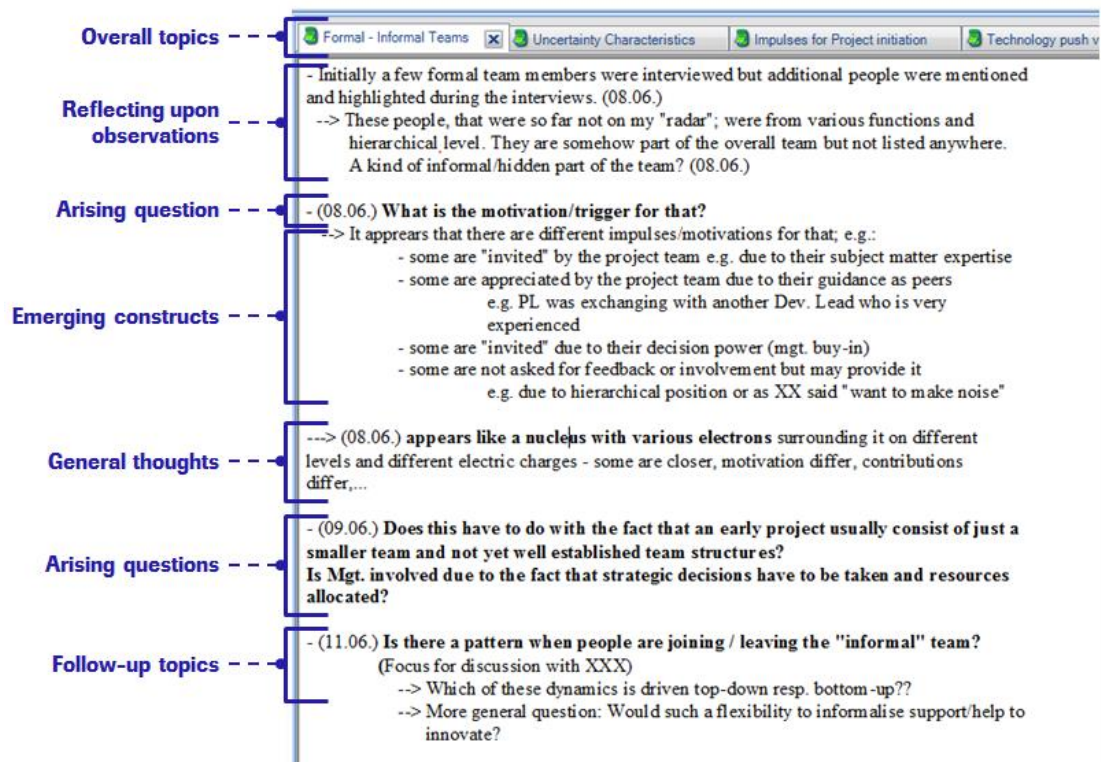 Overall topics
Formal - Informal Teams
Uncertainty Characteristics
Impulses for Project initiation
Technology push v
Reflecting upon
observations
- Initially a few formal team members were interviewed but additional people were mentioned
and highlighted during the interviews. (08.06.)
--> These people, that were so far not on my "radar"; were from various functions and
hierarchical level. They are somehow part of the overall team but not listed anywhere.
A kind of informal/hidden part of the team? (08.06.)
Arising question
- (08.06.) What is the motivation/trigger for that?
Emerging constructs
--> It apprears that there are different impulses/motivations for that; e.g.:
- some are "invited" by the project team e.g. due to their subject matter expertise
- some are appreciated by the project team due to their guidance as peers
e.g. PL was exchanging with another Dev. Lead who is very
experienced
- some are "invited" due to their decision power (mgt. buy-in)
- some are not asked for feedback or involvement but may provide it
e.g. due to hierarchical position or as XX said "want to make noise"
General thoughts
---> (08.06.) appears like a nucleus with various electrons surrounding it on different
levels and different electric charges - some are closer, motivation differ, contributions
differ,...
Arising questions
- (09.06.) Does this have to do with the fact that an early project usually consist of just a
smaller team and not yet well established team structures?
Is Mgt. involved due to the fact that strategic decisions have to be taken and resources
allocated?
Follow-up topics
- (11.06.) Is there a pattern when people are joining / leaving the "informal" team?
(Focus for discussion with XXX)
--> Which of these dynamics is driven top-down resp. bottom-up??
--> More general question: Would such a flexibility to informalise support/help to
innovate?